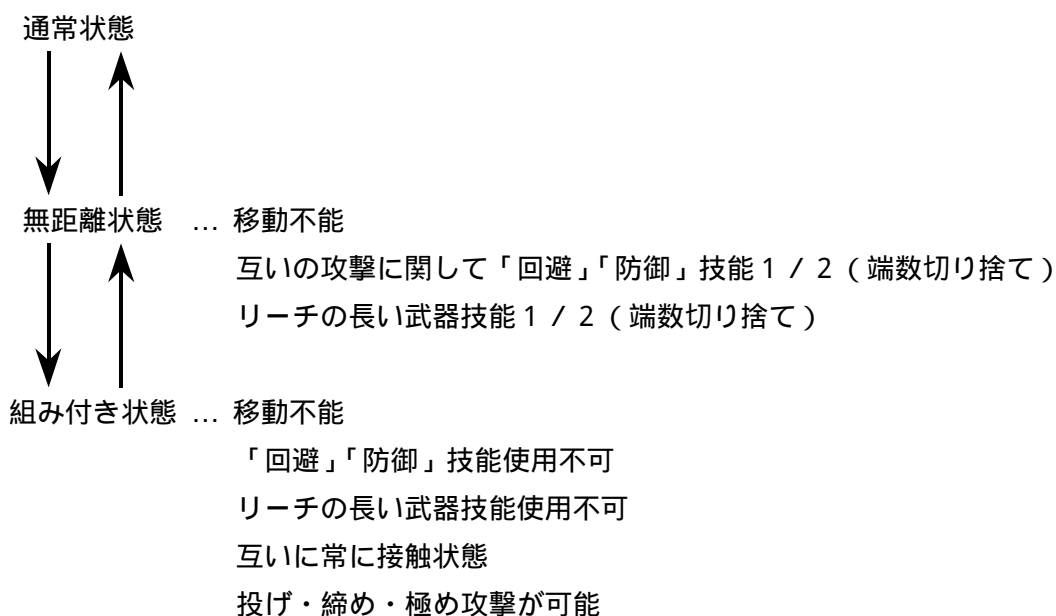 通常状態
無距離状態 … 移動不能
互いの攻撃に関して「回避」「防御」技能1/2(端数切り捨て)
リーチの長い武器技能1/2(端数切り捨て)
組み付き状態 … 移動不能
「回避」「防御」技能使用不可
リーチの長い武器技能使用不可
互いに常に接触状態
投げ・締め・極め攻撃が可能